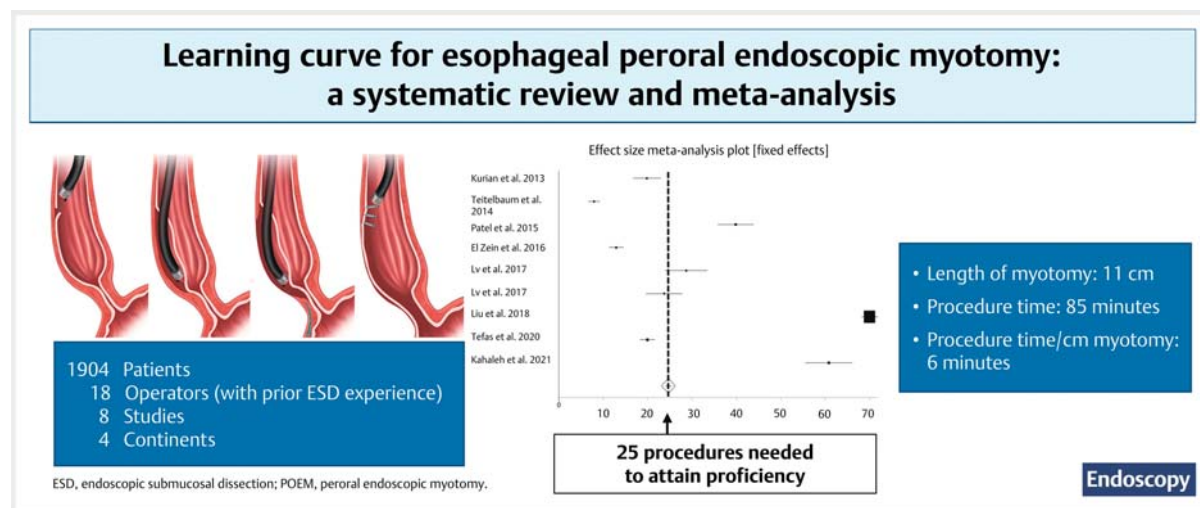 Learning curve for esophageal peroral endoscopic myotomy:
a systematic review and meta-analysis
Effect size meta-analysis plot [fixed effects]
Kurian et al. 2013
Teitelbaum et al.
2014
Patel et al. 2015
El Zein et al. 2016
Lv et al. 2017
Lv et al. 2017
Liu et al. 2018
Tefas et al. 2020
Kahaleh et al. 2021
0 10 20 30 40 50 60 70
25 procedures needed
to attain proficiency
1904 Patients
18 Operators (with prior ESD experience)
8 Studies
4 Continents
• Length of myotomy: 11 cm
• Procedure time: 85 minutes
• Procedure time/cm myotomy:
6 minutes
ESD, endoscopic submucosal dissection; POEM, peroral endoscopic myotomy.
Endoscopy